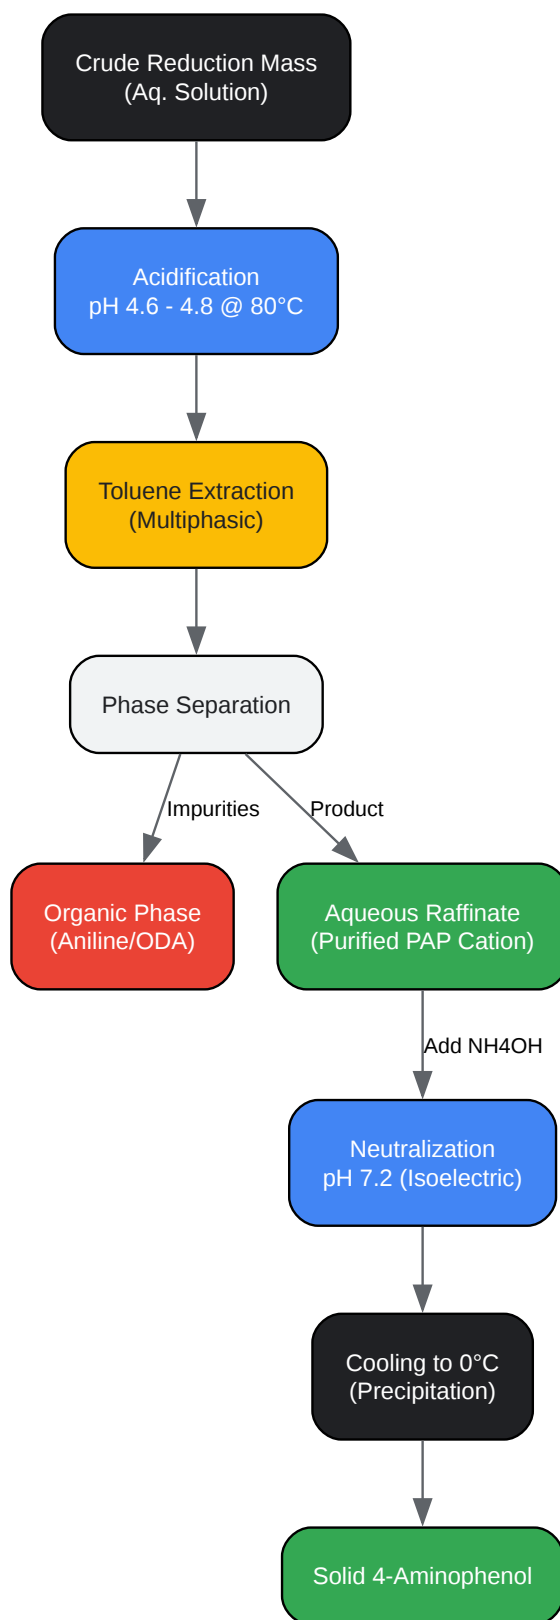 Crude Reduction Mass
(Aq. Solution)
Acidification
pH 4.6 - 4.8 @ 80°C
Toluene Extraction
(Multiphasic)
Phase Separation
Impurities
Product
Organic Phase
(Aniline/ODA)
Aqueous Raffinate
(Purified PAP Cation)
Add NH4OH
Neutralization
pH 7.2 (Isoelectric)
Cooling to 0°C
(Precipitation)
Solid 4-Aminophenol